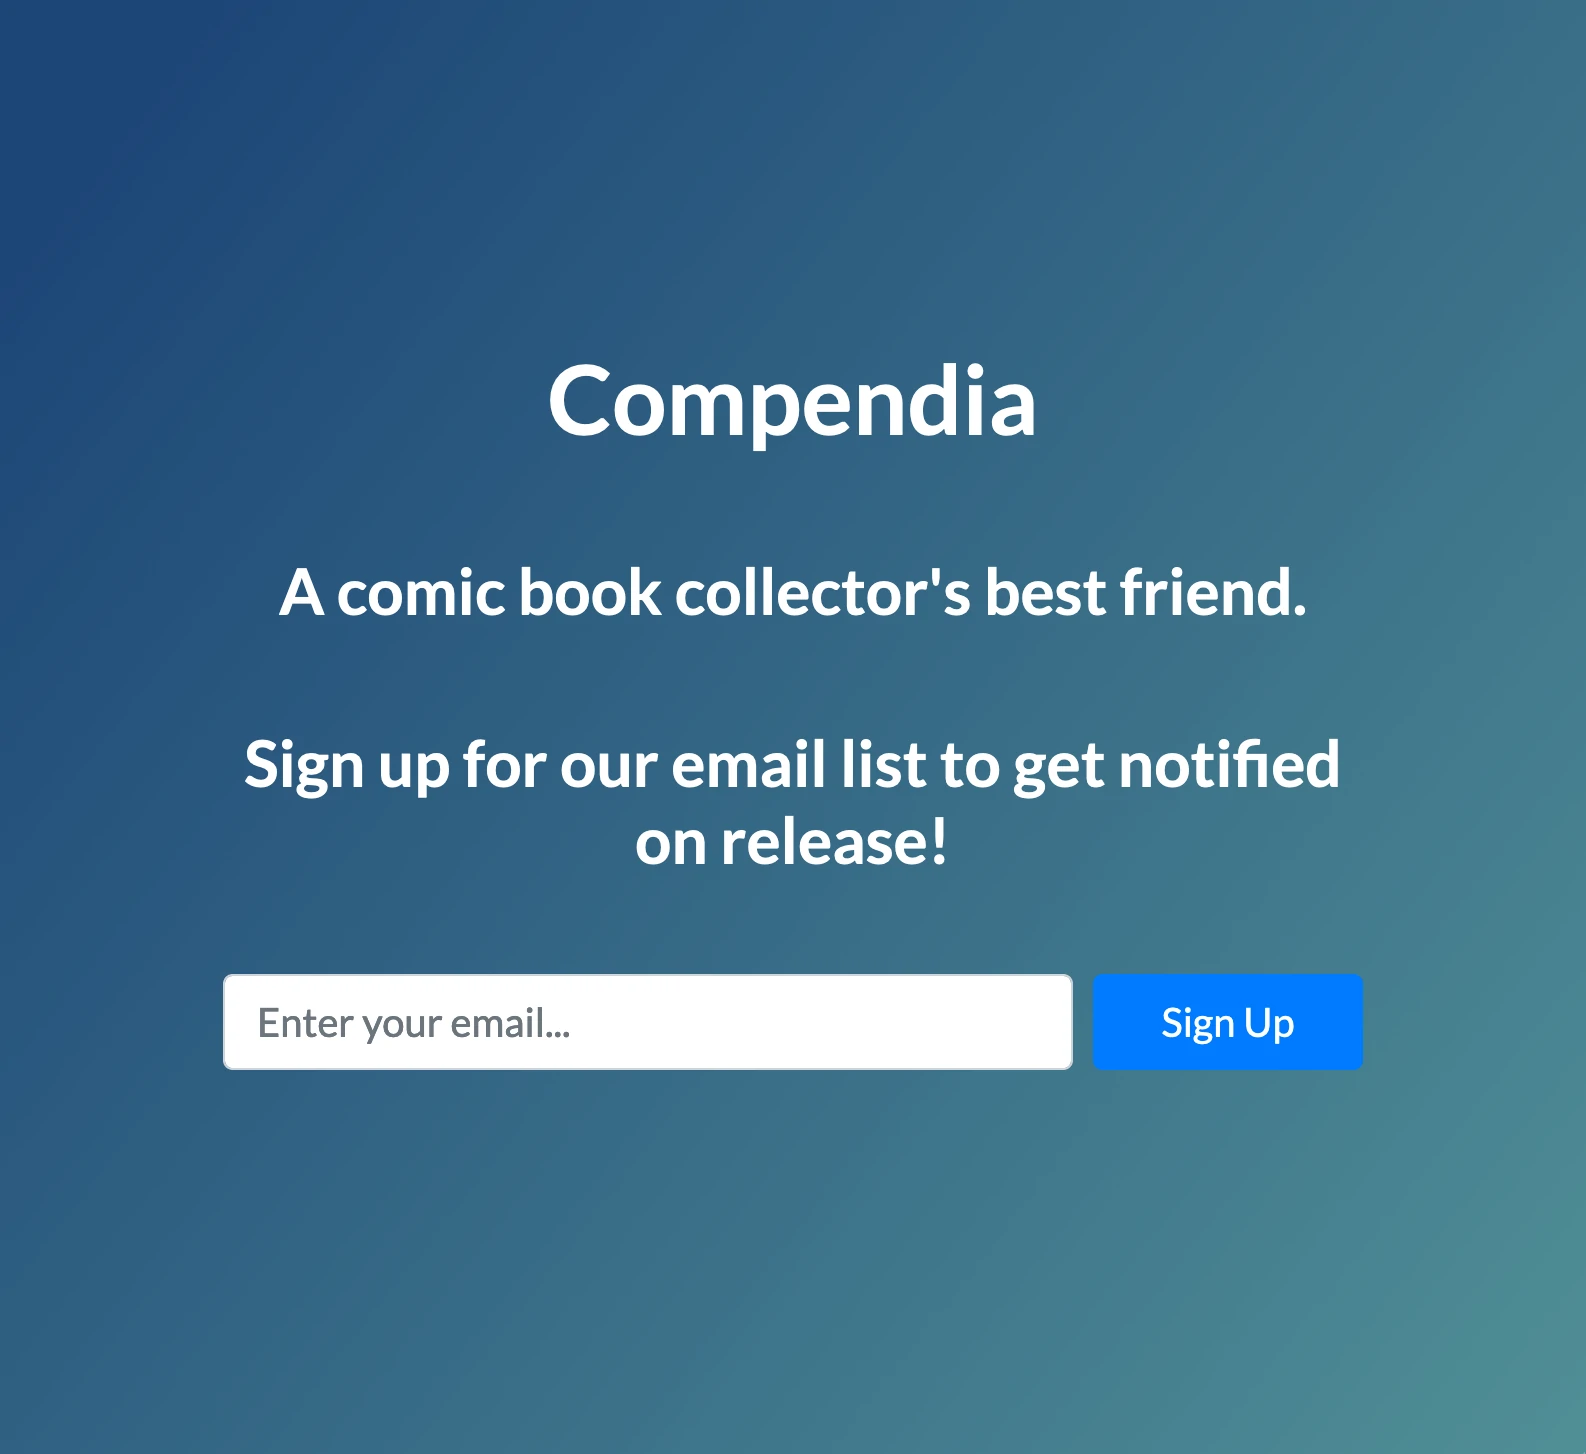 Compendia
A comic book collector's best friend.
Sign up for our email list to get notified
on release!
Enter your email...
Sign Up